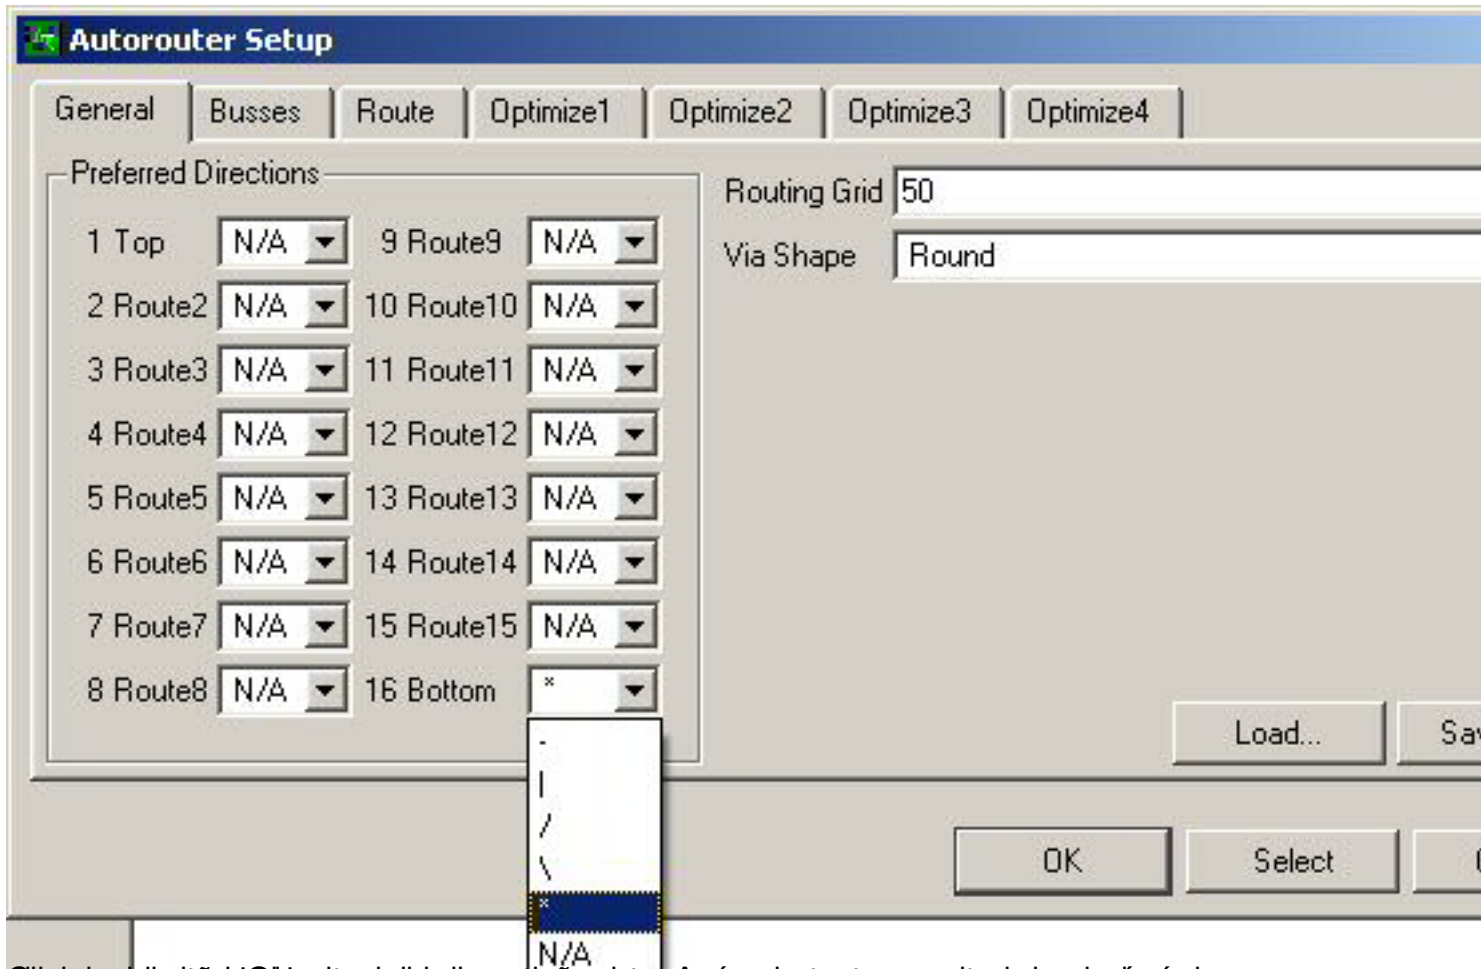 Autorouter Setup
General Busses Route Optimize1 Optimize2 Optimize3 Optimize4
Preferred Directions
Routing Grid 50
Via Shape Round
1 Top N/A 9 Route9 N/A
2 Route2 N/A 10 Route10 N/A
3 Route3 N/A 11 Route11 N/A
4 Route4 N/A 12 Route12 N/A
5 Route5 N/A 13 Route13 N/A
6 Route6 N/A 14 Route14 N/A
7 Route7 N/A 15 Route15 N/A
8 Route8 N/A 16 Bottom *
-
|
/
\
*
N/A
Load...
OK Select